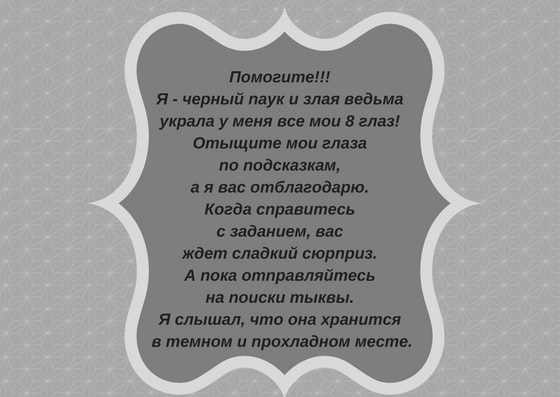 Помогите!!!
Я - черный паук и злая ведьма
украла у меня все мои 8 глаз!
Отыщите мои глаза
по подсказкам,
а я вас отблагодарю.
Когда справитесь
с заданием, вас
ждет сладкий сюрприз.
А пока отправляйтесь
на поиски тыквы.
Я слышал, что она хранится
в темном и прохладном месте.